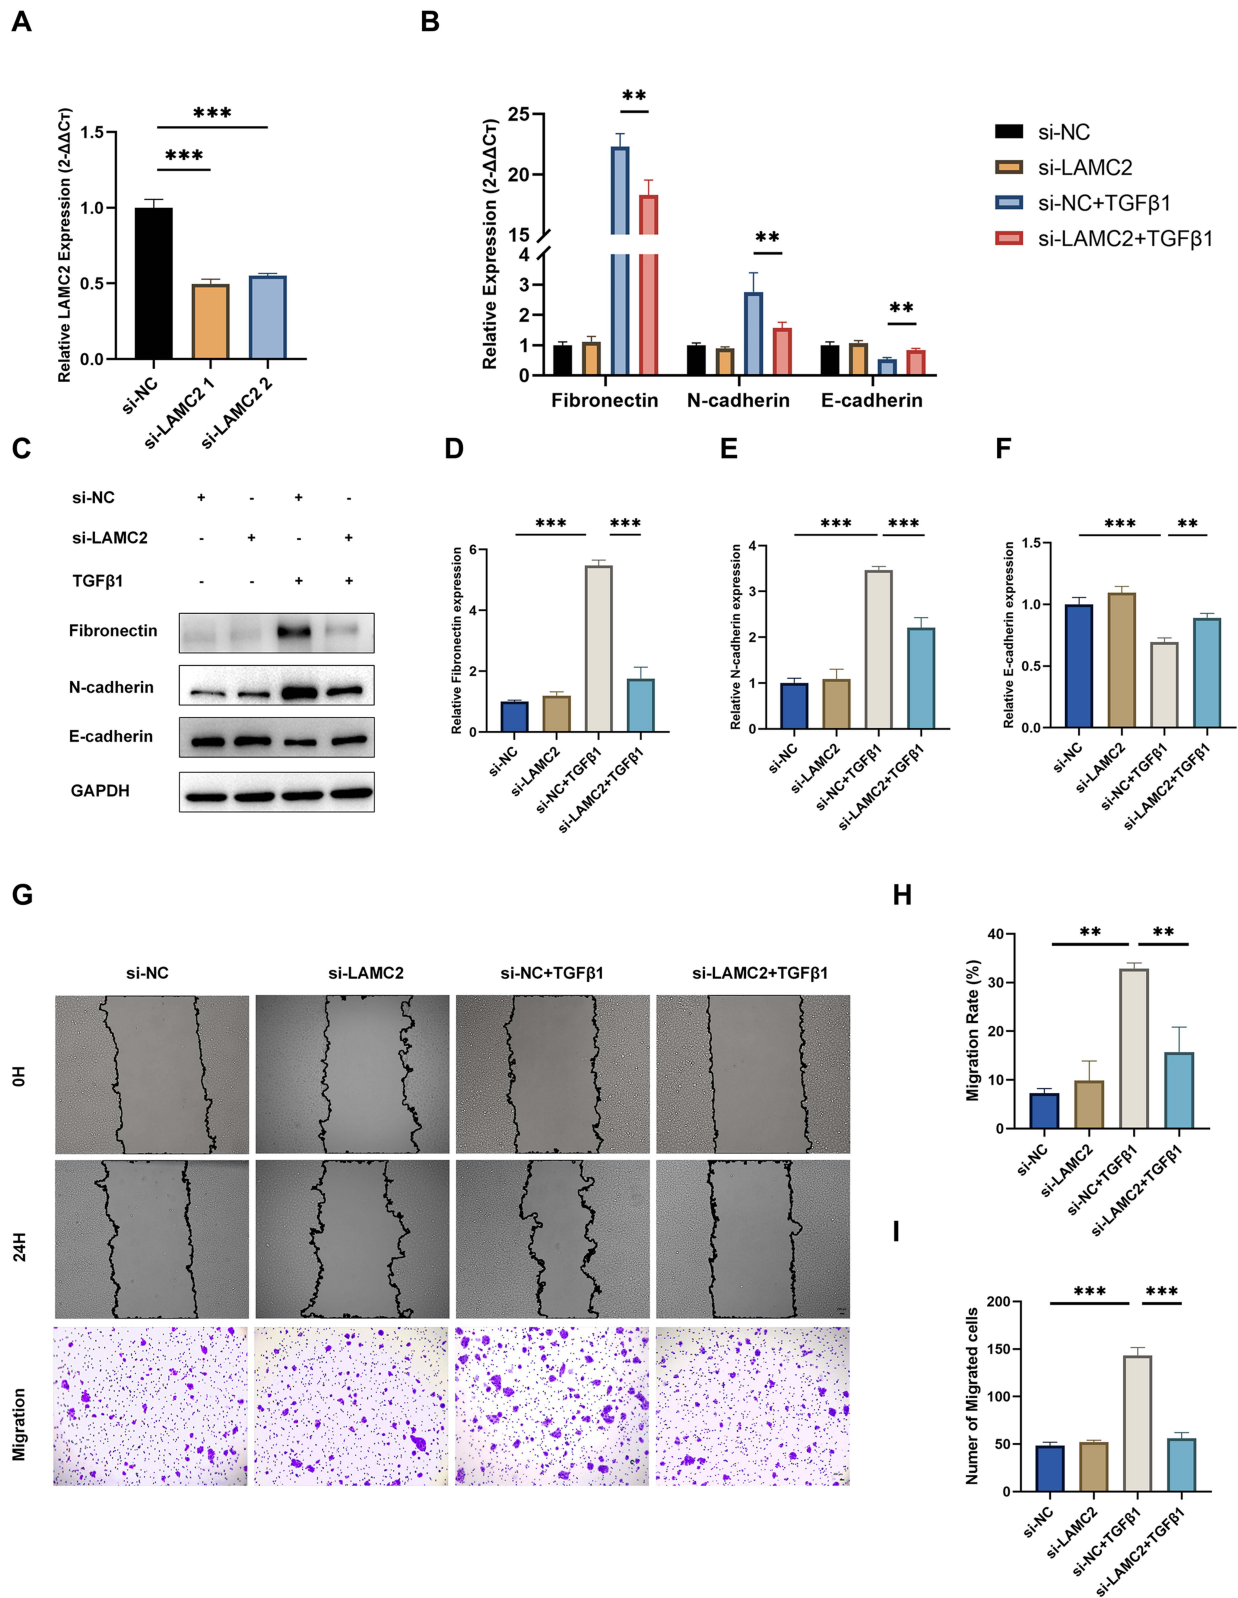 A
B
Relative LAMC2 Expression (2-ΔΔCT)
1.5
1.0
0.5
0.0
***
***
si-NC
si-LAMC2 1
si-LAMC2 2
Relative Expression (2-ΔΔCT)
25
20
15
4
3
2
1
0
**
**
**
Fibronectin
N-cadherin
E-cadherin
si-NC
si-LAMC2
si-NC+TGFβ1
si-LAMC2+TGFβ1
C
si-NC + - + -
si-LAMC2 - + - +
TGFβ1 - - + +
Fibronectin
N-cadherin
E-cadherin
GAPDH
D
Relative Fibronectin expression
6
4
2
0
*** ***
si-NC
si-LAMC2
si-NC+TGFβ1
si-LAMC2+TGFβ1
E
Relative N-cadherin expression
4
3
2
1
0
*** ***
si-NC
si-LAMC2
si-NC+TGFβ1
si-LAMC2+TGFβ1
F
Relative E-cadherin expression
1.5
1.0
0.5
0.0
*** **
si-NC
si-LAMC2
si-NC+TGFβ1
si-LAMC2+TGFβ1
G
si-NC si-LAMC2 si-NC+TGFβ1 si-LAMC2+TGFβ1
0H
24H
Migration
H
Migration Rate (%)
40
30
20
10
0
** **
si-NC
si-LAMC2
si-NC+TGFβ1
si-LAMC2+TGFβ1
I
Numer of Migrated cells
200
150
100
50
0
*** ***
si-NC
si-LAMC2
si-NC+TGFβ1
si-LAMC2+TGFβ1